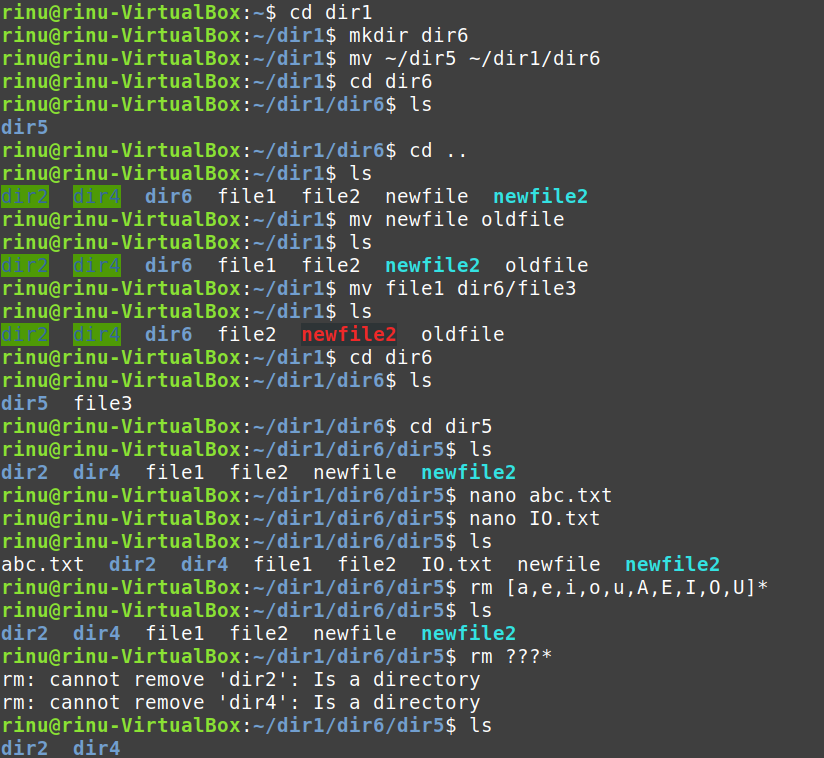 rinu@rinu-VirtualBox:~$ cd dir1
rinu@rinu-VirtualBox:~/dir1$ mkdir dir6
rinu@rinu-VirtualBox:~/dir1$ mv ~/dir5 ~/dir1/dir6
rinu@rinu-VirtualBox:~/dir1$ cd dir6
rinu@rinu-VirtualBox:~/dir1/dir6$ ls
dir5
rinu@rinu-VirtualBox:~/dir1/dir6$ cd ..
rinu@rinu-VirtualBox:~/dir1$ ls
dir2  dir4  dir6  file1  file2  newfile  newfile2
rinu@rinu-VirtualBox:~/dir1$ mv newfile oldfile
rinu@rinu-VirtualBox:~/dir1$ ls
dir2  dir4  dir6  file1  file2  newfile2  oldfile
rinu@rinu-VirtualBox:~/dir1$ mv file1 dir6/file3
rinu@rinu-VirtualBox:~/dir1$ ls
dir2  dir4  dir6  file2  newfile2  oldfile
rinu@rinu-VirtualBox:~/dir1$ cd dir6
rinu@rinu-VirtualBox:~/dir1/dir6$ ls
dir5  file3
rinu@rinu-VirtualBox:~/dir1/dir6$ cd dir5
rinu@rinu-VirtualBox:~/dir1/dir6/dir5$ ls
dir2  dir4  file1  file2  newfile  newfile2
rinu@rinu-VirtualBox:~/dir1/dir6/dir5$ nano abc.txt
rinu@rinu-VirtualBox:~/dir1/dir6/dir5$ nano IO.txt
rinu@rinu-VirtualBox:~/dir1/dir6/dir5$ ls
abc.txt  dir2  dir4  file1  file2  IO.txt  newfile  newfile2
rinu@rinu-VirtualBox:~/dir1/dir6/dir5$ rm [a,e,i,o,u,A,E,I,O,U]*
rinu@rinu-VirtualBox:~/dir1/dir6/dir5$ ls
dir2  dir4  file1  file2  newfile  newfile2
rinu@rinu-VirtualBox:~/dir1/dir6/dir5$ rm ???*
rm: cannot remove 'dir2': Is a directory
rm: cannot remove 'dir4': Is a directory
rinu@rinu-VirtualBox:~/dir1/dir6/dir5$ ls
dir2  dir4